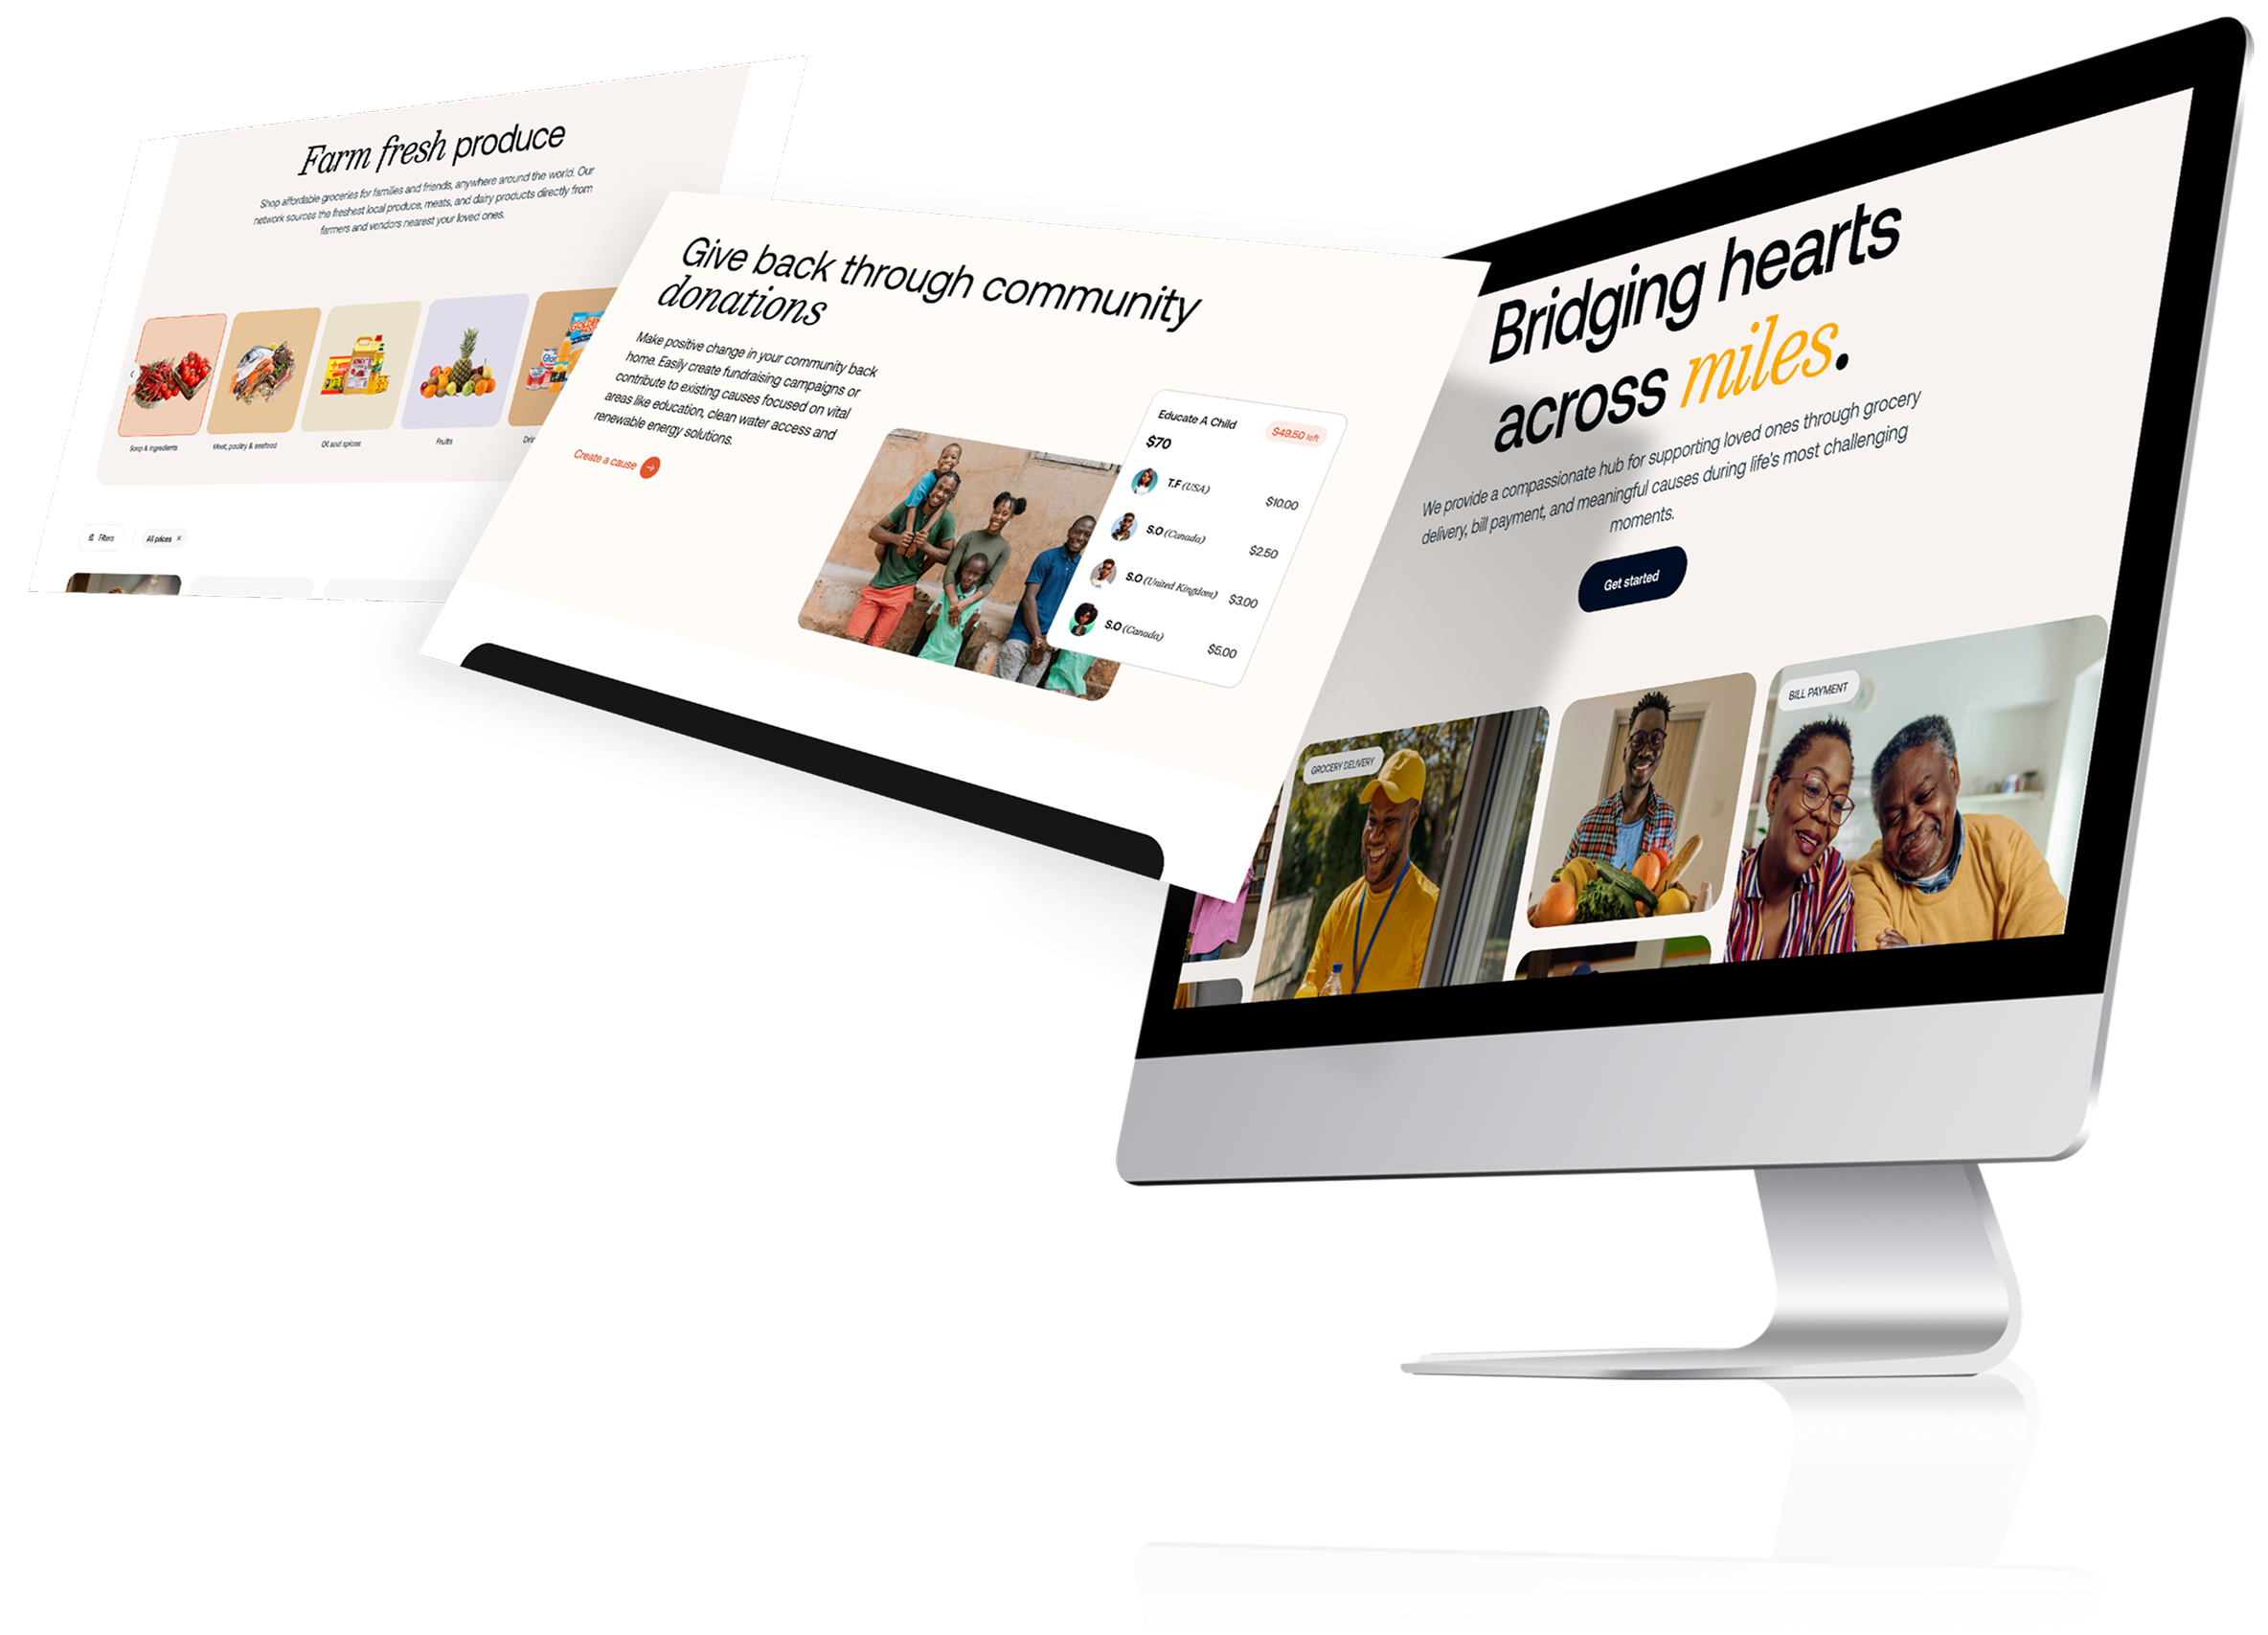 Farm fresh produce
Shop affordable groceries for families and friends, anywhere around the world. Our
network sources the freshest local produce, meats, and dairy products directly from
farmers and vendors nearest your loved ones.
Soup & ingredients
Meat, poultry & seafood
Oil and spices
Fruits
Filters
All prices ×
Give back through community
donations
Make positive change in your community back
home. Easily create fundraising campaigns or
contribute to existing causes focused on vital
areas like education, clean water access and
renewable energy solutions.
Create a cause
Educate A Child
$49.50 left
$70
T.F (USA)
$10.00
S.O (Canada)
$2.50
S.O (United Kingdom)
$3.00
S.O (Canada)
$5.00
Bridging hearts
across miles.
We provide a compassionate hub for supporting loved ones through grocery
delivery, bill payment, and meaningful causes during life's most challenging
moments.
Get started
GROCERY DELIVERY
BILL PAYMENT